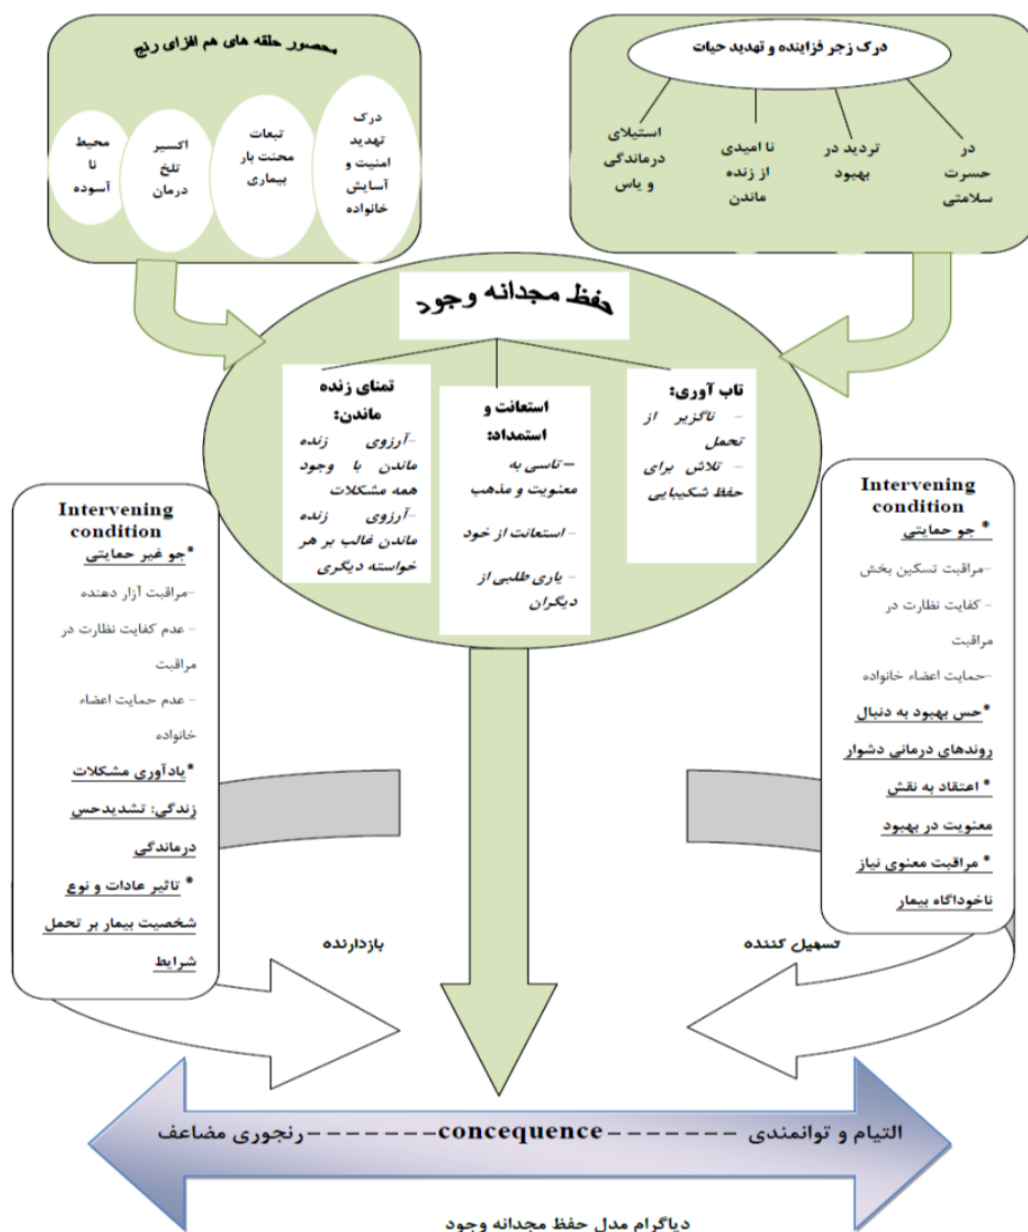 درک زجر فزاینده و تهدید حیات
در
حسرت
سلامتی
تردید در
بهبود
نا امیدی
از زنده
ماندن
استیلای
درماندگی
و یاس
محصور حلقه های هم افزای رنج
درک
تهدید
امنیت و
آسایش
خانواده
تبعات
محنت بار
بیماری
اکسیر
تلخ
درمان
محیط
نا
آسوده
حفظ مجدانه وجود
تاب آوری:
- ناگزیر از
تحمل
- تلاش برای
حفظ شکیبایی
استعانت و
استمداد:
- تاسی به
معنویت و مذهب
- استعانت از خود
- یاری طلبی از
دیگران
تمنای زنده
ماندن:
-آرزوی زنده
ماندن با وجود
همه مشکلات
-آرزوی زنده
ماندن غالب بر هر
خواسته دیگری
Intervening
condition
* جو حمایتی
-مراقبت تسکین بخش
- کفایت نظارت در
مراقبت
-حمایت اعضاء خانواده
*حس بهبود به دنبال
روندهای درمانی دشوار
* اعتقاد به نقش
معنویت در بهبود
* مراقبت معنوی نیاز
ناخوداگاه بیمار
Intervening
condition
*جو غیر حمایتی
-مراقبت آزار دهنده
- عدم کفایت نظارت در
مراقبت
- عدم حمایت اعضاء
خانواده
*یادآوری مشکلات
زندگی: تشدیدحس
درماندگی
* تاثیر عادات و نوع
شخصیت بیمار بر تحمل
شرایط
تسهیل کننده
بازدارنده
التیام و توانمندی -------concequence-------رنجوری مضاعف
دیاگرام مدل حفظ مجدانه وجود